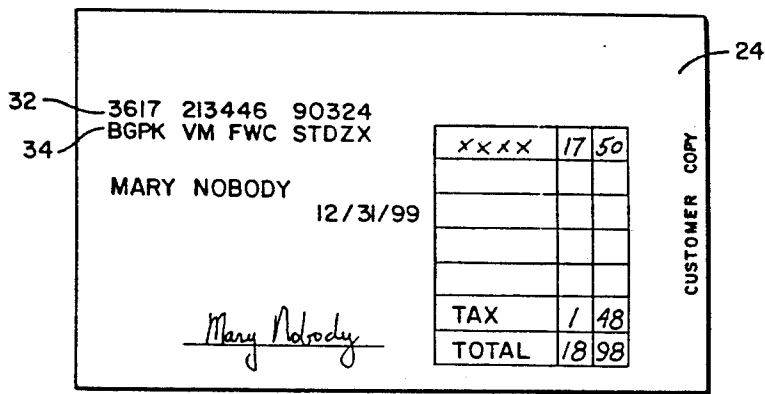 24
32
3617 213446 90324
34
BGPK VM FWC STDZX
MARY NOBODY
12/31/99
xxxx 17 50
TAX 1 48
TOTAL 18 98
Mary Nobody
CUSTOMER COPY